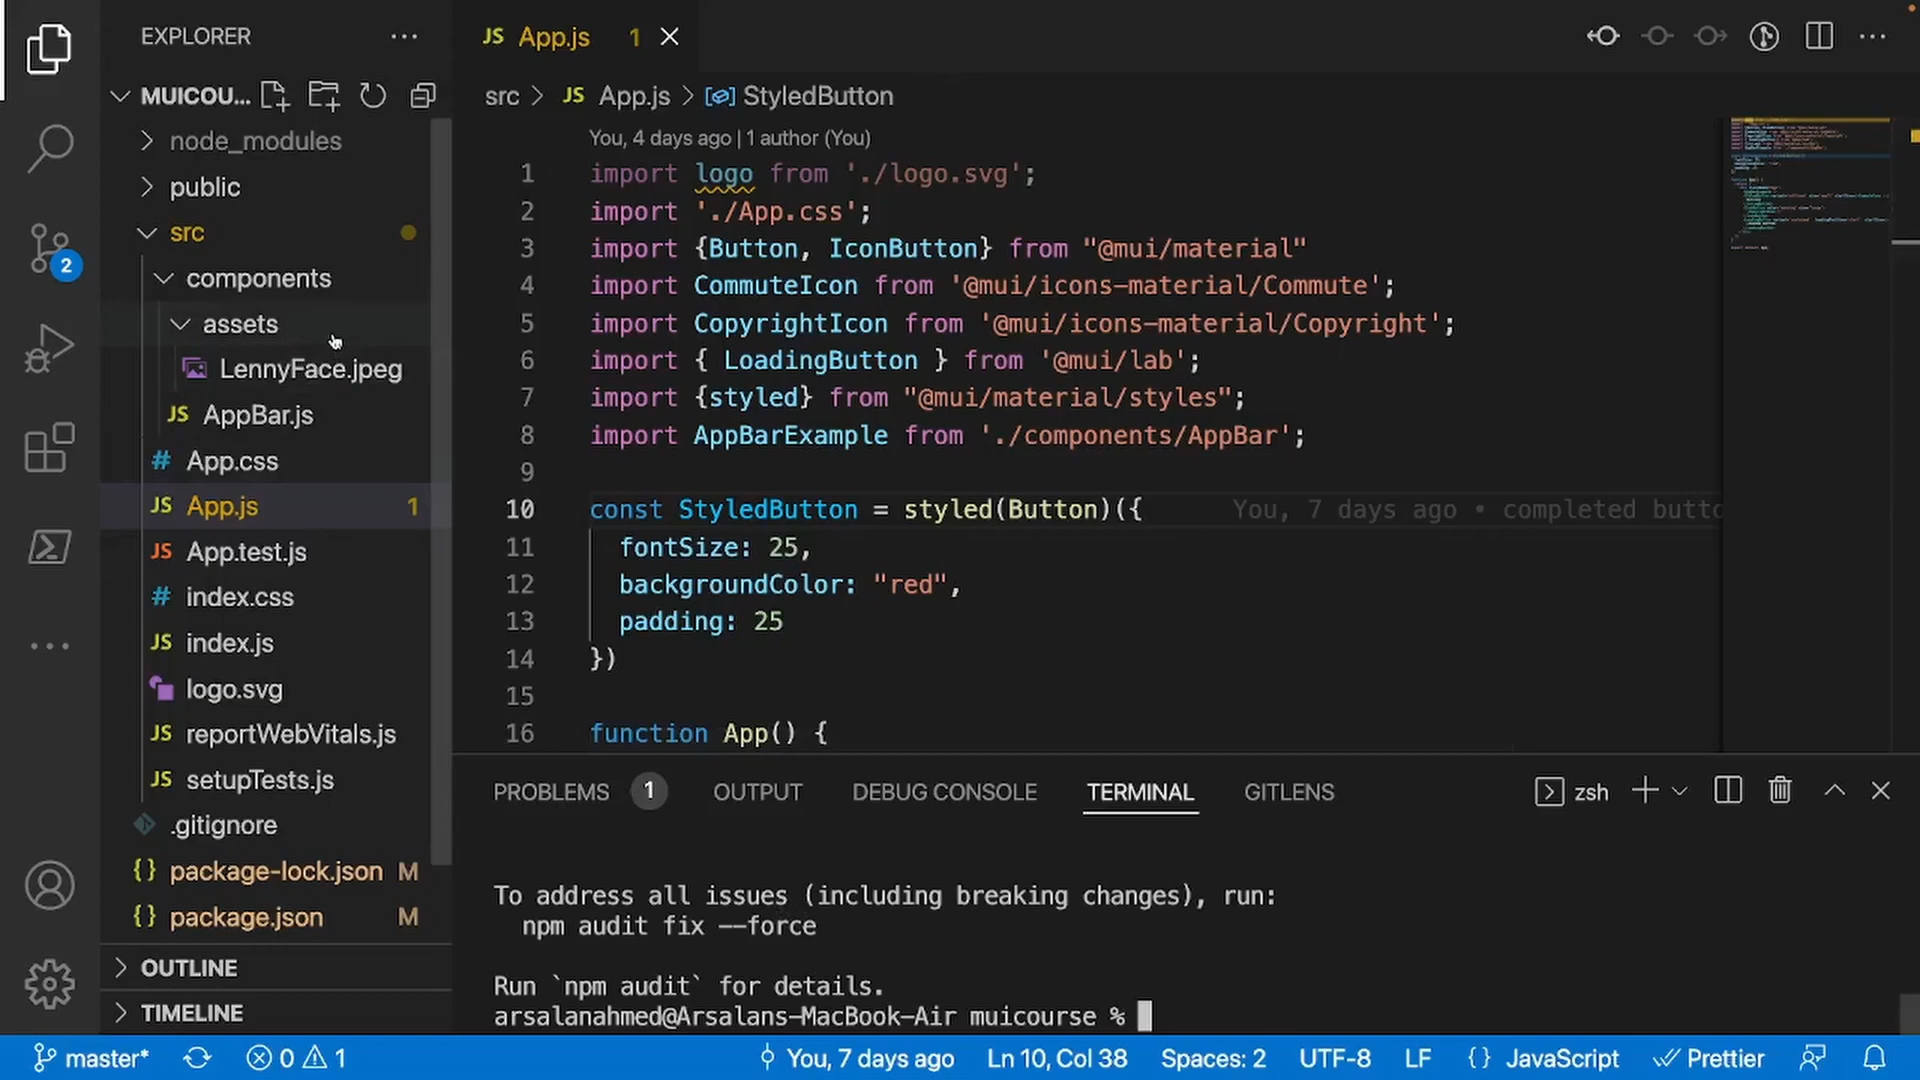 EXPLORER
MUICOU...
node_modules
public
src
components
assets
LennyFace.jpeg
JS AppBar.js
# App.css
JS App.js 1
JS App.test.js
# index.css
JS index.js
logo.svg
JS reportWebVitals.js
JS setupTests.js
.gitignore
{} package-lock.json M
{} package.json M
OUTLINE
TIMELINE
2
JS App.js 1
src > JS App.js > StyledButton
You, 4 days ago | 1 author (You)
1 import logo from './logo.svg';
2 import './App.css';
3 import {Button, IconButton} from "@mui/material"
4 import CommuteIcon from '@mui/icons-material/Commute';
5 import CopyrightIcon from '@mui/icons-material/Copyright';
6 import { LoadingButton } from '@mui/lab';
7 import {styled} from "@mui/material/styles";
8 import AppBarExample from './components/AppBar';
9
10 const StyledButton = styled(Button)({ You, 7 days ago • completed butto
11 fontSize: 25,
12 backgroundColor: "red",
13 padding: 25
14 })
15
16 function App() {
PROBLEMS 1 OUTPUT DEBUG CONSOLE TERMINAL GITLENS zsh
To address all issues (including breaking changes), run:
npm audit fix --force
Run `npm audit` for details.
arsalanahmed@Arsalans-MacBook-Air muicourse %
master* 0 1 You, 7 days ago Ln 10, Col 38 Spaces: 2 UTF-8 LF {} JavaScript Prettier